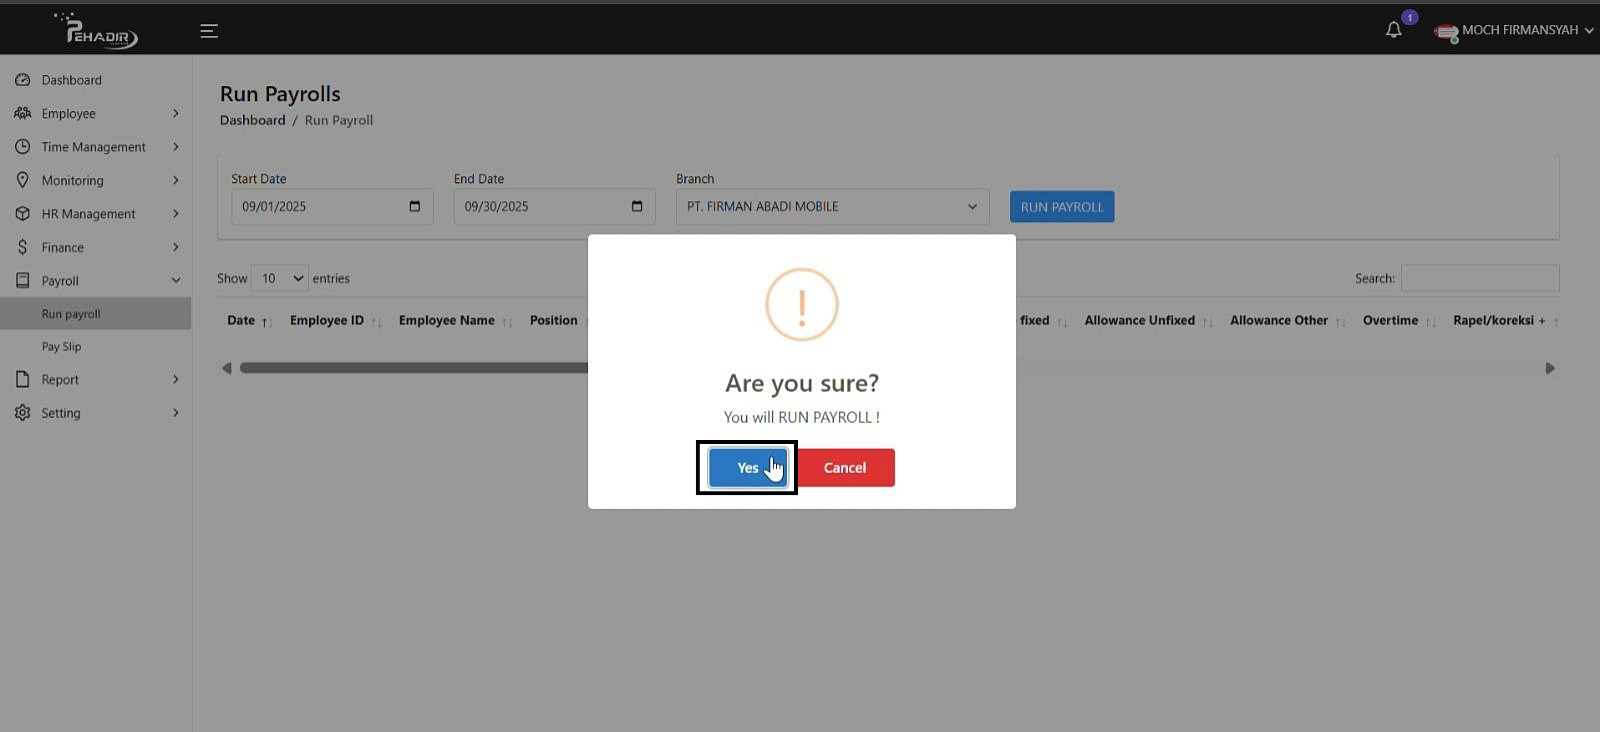 PEHADIR
1
MOCH FIRMANSYAH
Dashboard
Employee
Time Management
Monitoring
HR Management
Finance
Payroll
Run payroll
Pay Slip
Report
Setting
Run Payrolls
Dashboard / Run Payroll
Start Date
End Date
Branch
09/01/2025
09/30/2025
PT. FIRMAN ABADI MOBILE
RUN PAYROLL
Show 10 entries
Search:
Date Employee ID Employee Name Position fixed Allowance Unfixed Allowance Other Overtime Rapel/koreksi +
!
Are you sure?
You will RUN PAYROLL !
Yes
Cancel